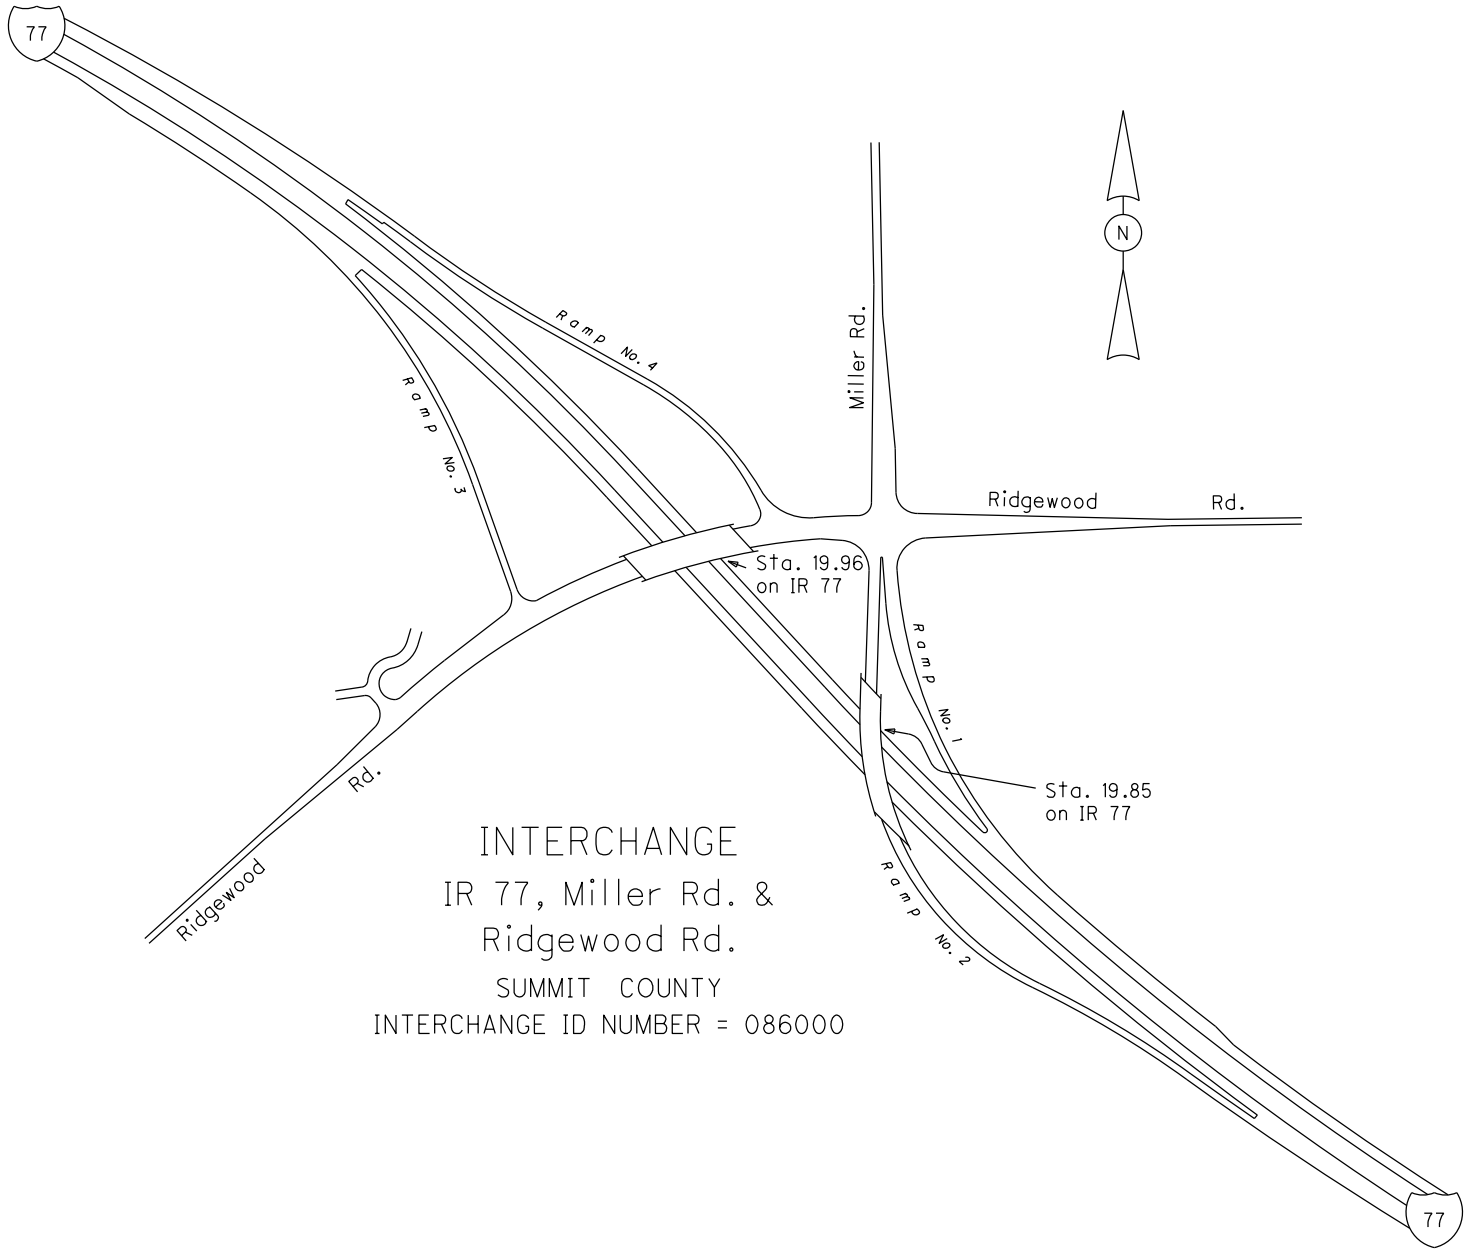 77
N
Ramp No. 4
Miller Rd.
Ramp No. 3
Ridgewood Rd.
Sta. 19.96
on IR 77
Ramp No. 1
Sta. 19.85
on IR 77
Ridgewood Rd.
INTERCHANGE
IR 77, Miller Rd. &
Ridgewood Rd.
SUMMIT COUNTY
INTERCHANGE ID NUMBER = 086000
Ramp No. 2
77